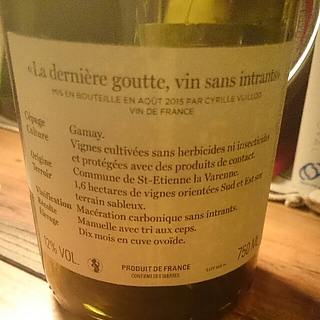 «La dernière goutte, vin sans intrants»
MIS EN BOUTEILLE EN AOÛT 2015 PAR CYRILLE VUILLOD
VIN DE FRANCE
Cépage Gamay.
Culture Vignes cultivées sans herbicides ni insecticides
et protégées avec des produits de contact.
Origine Commune de St-Etienne la Varenne.
Terroir 1,6 hectares de vignes orientées Sud et Est sur
terrain sableux.
Vinification Macération carbonique sans intrants.
Récolte Manuelle avec tri aux ceps.
Elevage Dix mois en cuve ovoïde.
12% VOL.
PRODUIT DE FRANCE
CONTIENT DES SULFITES
750 ML